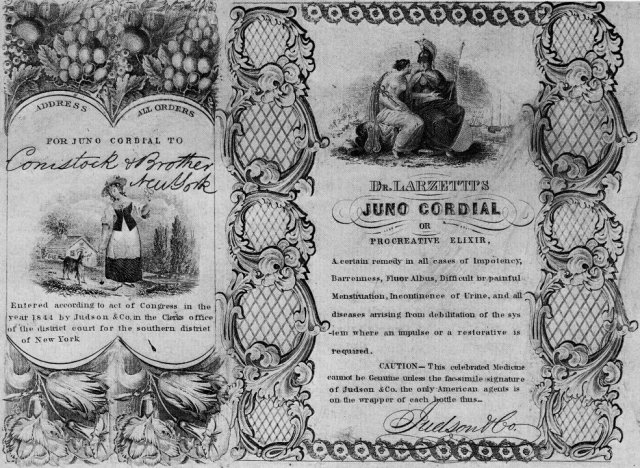 ADDRESS ALL ORDERS
FOR JUNO CORDIAL TO
Comstock & Brother
New York
Entered according to act of Congress in the
year 1844 by Judson & Co. in the Clerks office
of the district court for the southern district
of New York
DR. LARZETTI'S
JUNO CORDIAL
OR
PROCREATIVE ELIXIR,
A certain remedy in all cases of Impotency,
Barrenness, Fluor Albus, Difficult or painful
Menstruation, Incontinence of Urine, and all
diseases arising from debilitation of the sys
-tem where an impulse or a restorative is
required.
CAUTION— This celebrated Medicine
cannot be Genuine unless the fac-simile signature
of Judson & Co. the only American agents is
on the wrapper of each bottle thus..
Judson & Co.